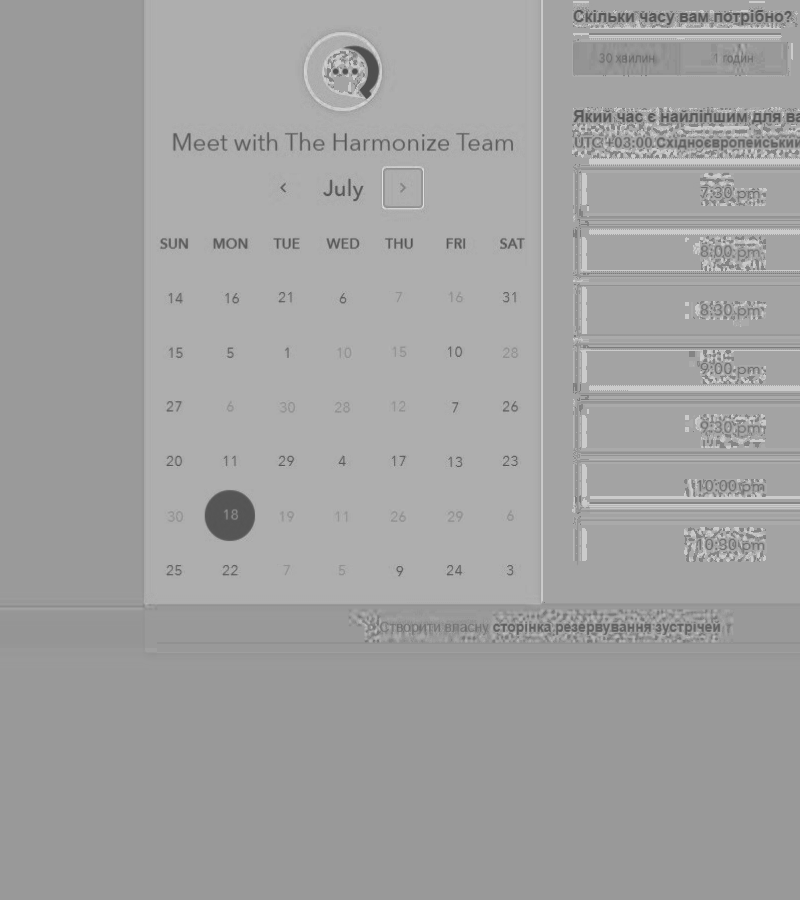 Meet with The Harmonize Team
July
SUN MON TUE WED THU FRI SAT
14 16 21 6 7 16 31
15 5 1 10 15 10 28
27 6 30 28 12 7 26
20 11 29 4 17 13 23
30 18 19 11 26 29 6
25 22 7 5 9 24 3
Скільки часу вам потрібно?
30 хвилин 1 годин
Який час є найліпшим для ва
UTC+03:00 Східноєвропейський
7:30 pm
8:00 pm
8:30 pm
9:00 pm
9:30 pm
10:00 pm
10:30 pm
Створити власну сторінка резервування зустрічей